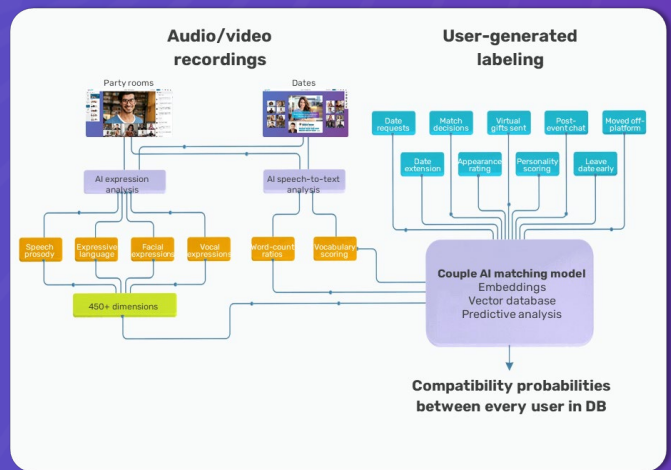 Audio/video
recordings
User-generated
labeling
Party rooms
Dates
Date
requests
Match
decisions
Virtual
gifts sent
Post-
event chat
Moved off-
platform
Date
extension
Appearance
rating
Personality
scoring
Leave
date early
AI expression
analysis
AI speech-to-text
analysis
Speech
prosody
Expressive
language
Facial
expressions
Vocal
expressions
Word-count
ratios
Vocabulary
scoring
450+ dimensions
Couple AI matching model
Embeddings
Vector database
Predictive analysis
Compatibility probabilities
between every user in DB